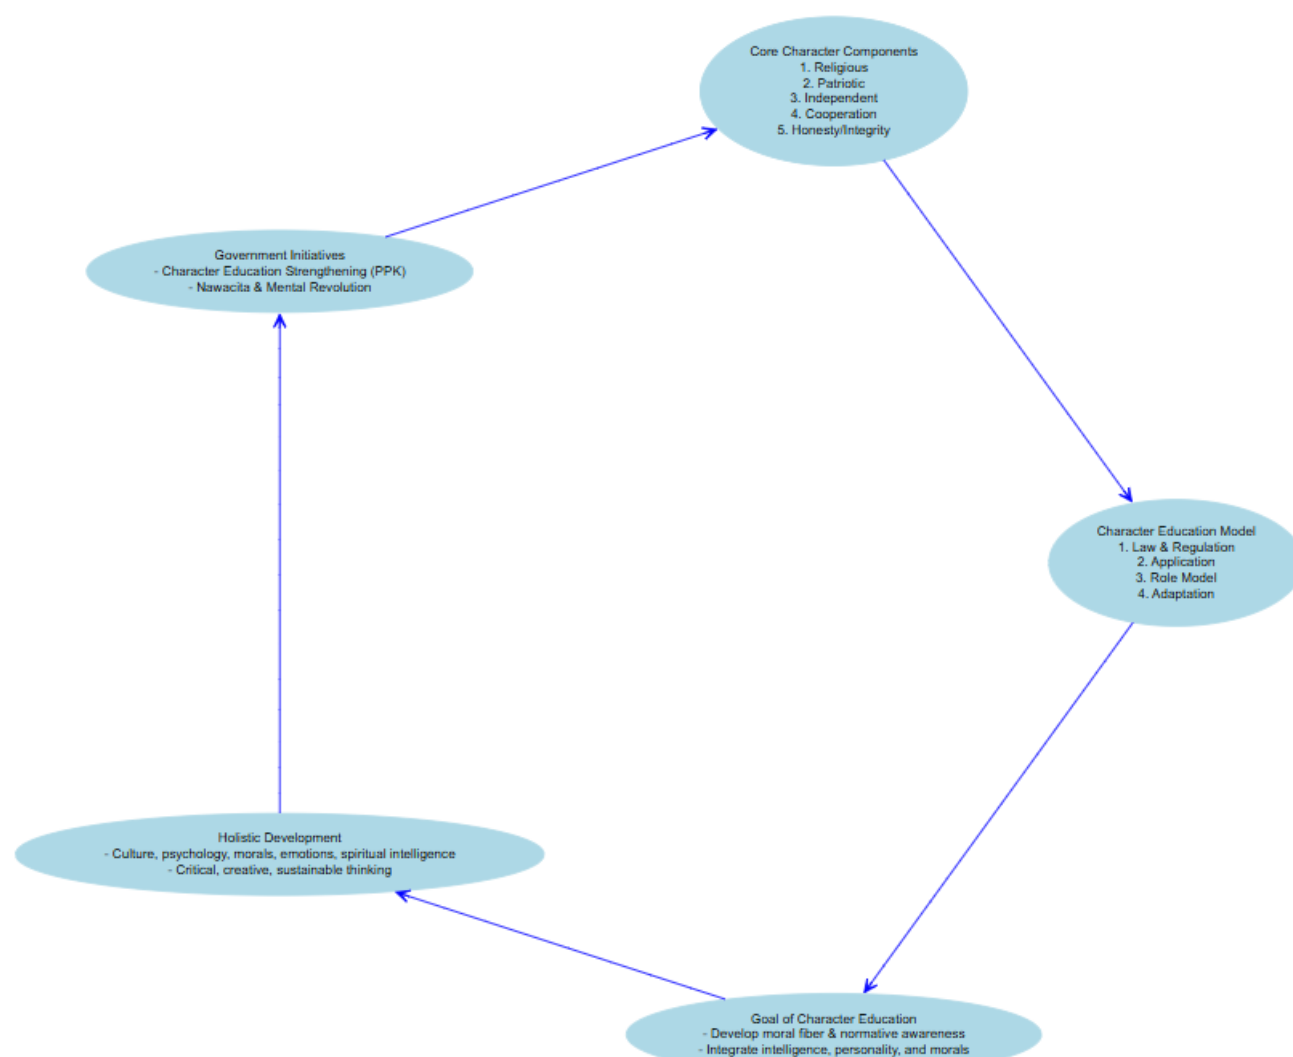 Core Character Components
1. Religious
2. Patriotic
3. Independent
4. Cooperation
5. Honesty/Integrity
Government Initiatives
- Character Education Strengthening (PPK)
- Nawacita & Mental Revolution
Character Education Model
1. Law & Regulation
2. Application
3. Role Model
4. Adaptation
Holistic Development
- Culture, psychology, morals, emotions, spiritual intelligence
- Critical, creative, sustainable thinking
Goal of Character Education
- Develop moral fiber & normative awareness
- Integrate intelligence, personality, and morals